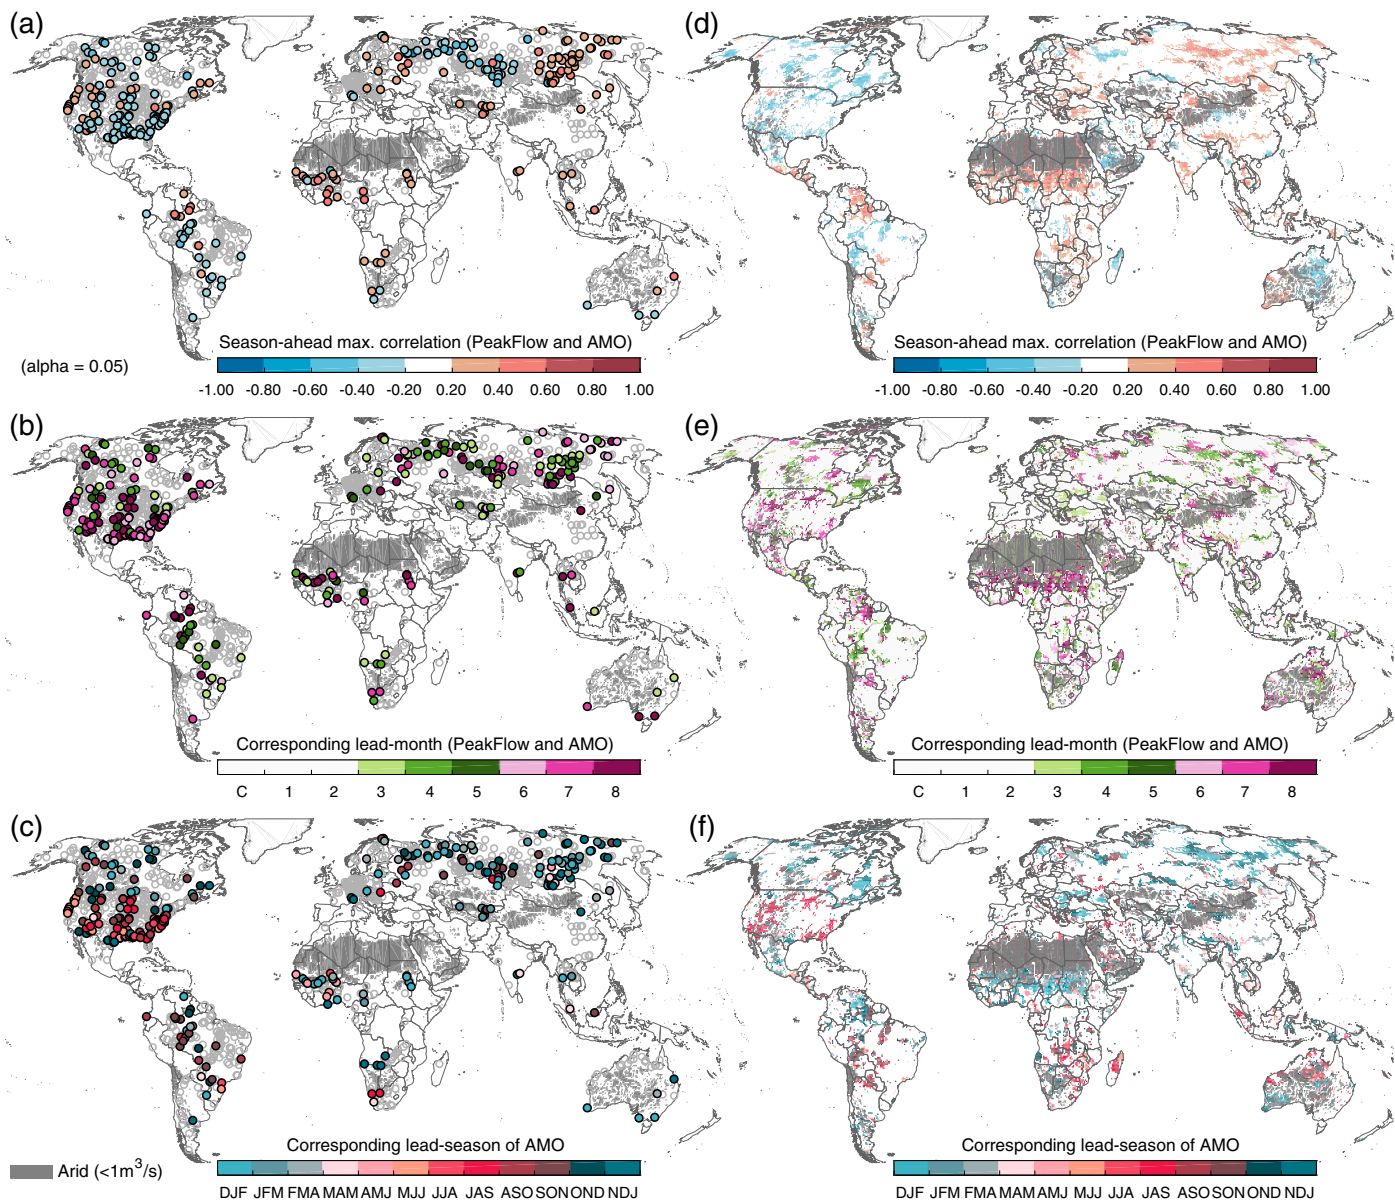 (a)
(d)
Season-ahead max. correlation (PeakFlow and AMO)
Season-ahead max. correlation (PeakFlow and AMO)
(alpha = 0.05)
-1.00 -0.80 -0.60 -0.40 -0.20 0.20 0.40 0.60 0.80 1.00
-1.00 -0.80 -0.60 -0.40 -0.20 0.20 0.40 0.60 0.80 1.00
(b)
(e)
Corresponding lead-month (PeakFlow and AMO)
Corresponding lead-month (PeakFlow and AMO)
C 1 2 3 4 5 6 7 8
C 1 2 3 4 5 6 7 8
(c)
(f)
Corresponding lead-season of AMO
Corresponding lead-season of AMO
Arid (<1m³/s)
DJF JFM FMA MAM AMJ MJJ JJA JAS ASO SON OND NDJ
DJF JFM FMA MAM AMJ MJJ JJA JAS ASO SON OND NDJ